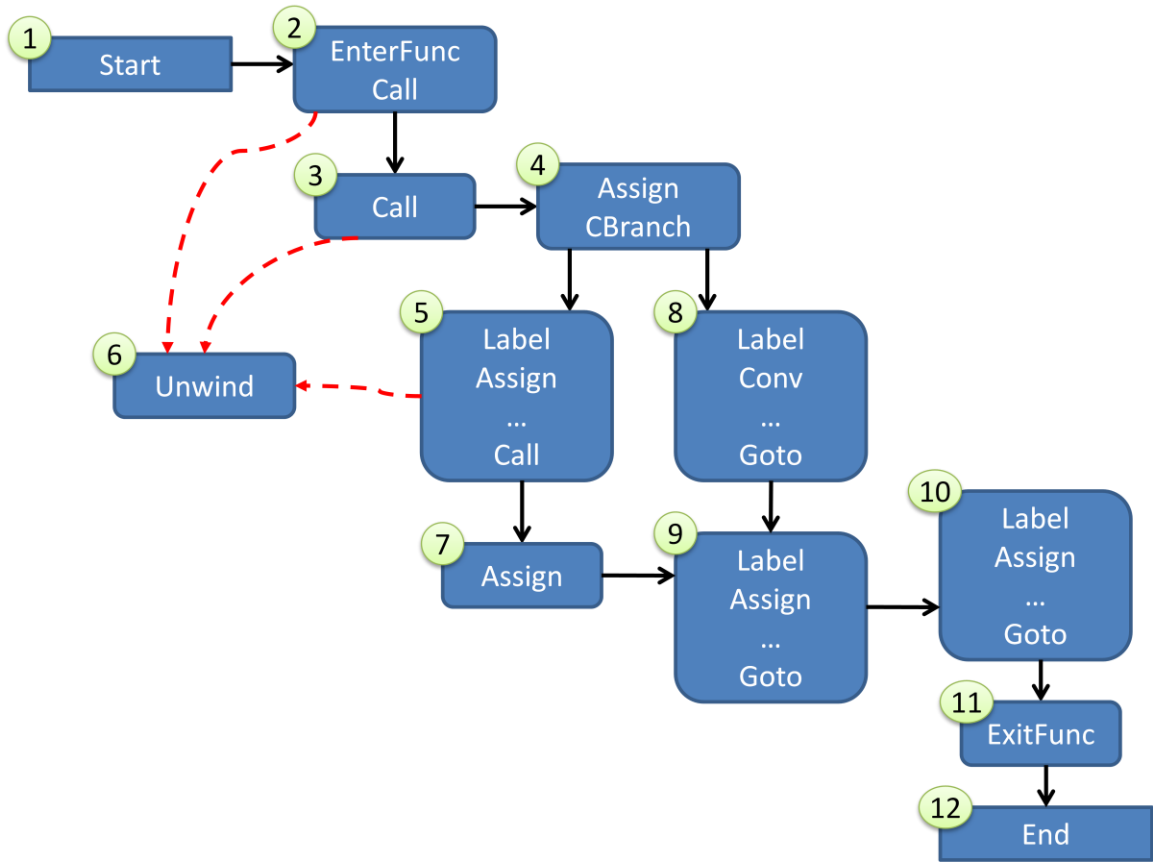 1
Start
2
EnterFunc
Call
3
Call
4
Assign
CBranch
5
Label
Assign
...
Call
6
Unwind
7
Assign
8
Label
Conv
...
Goto
9
Label
Assign
...
Goto
10
Label
Assign
...
Goto
11
ExitFunc
12
End